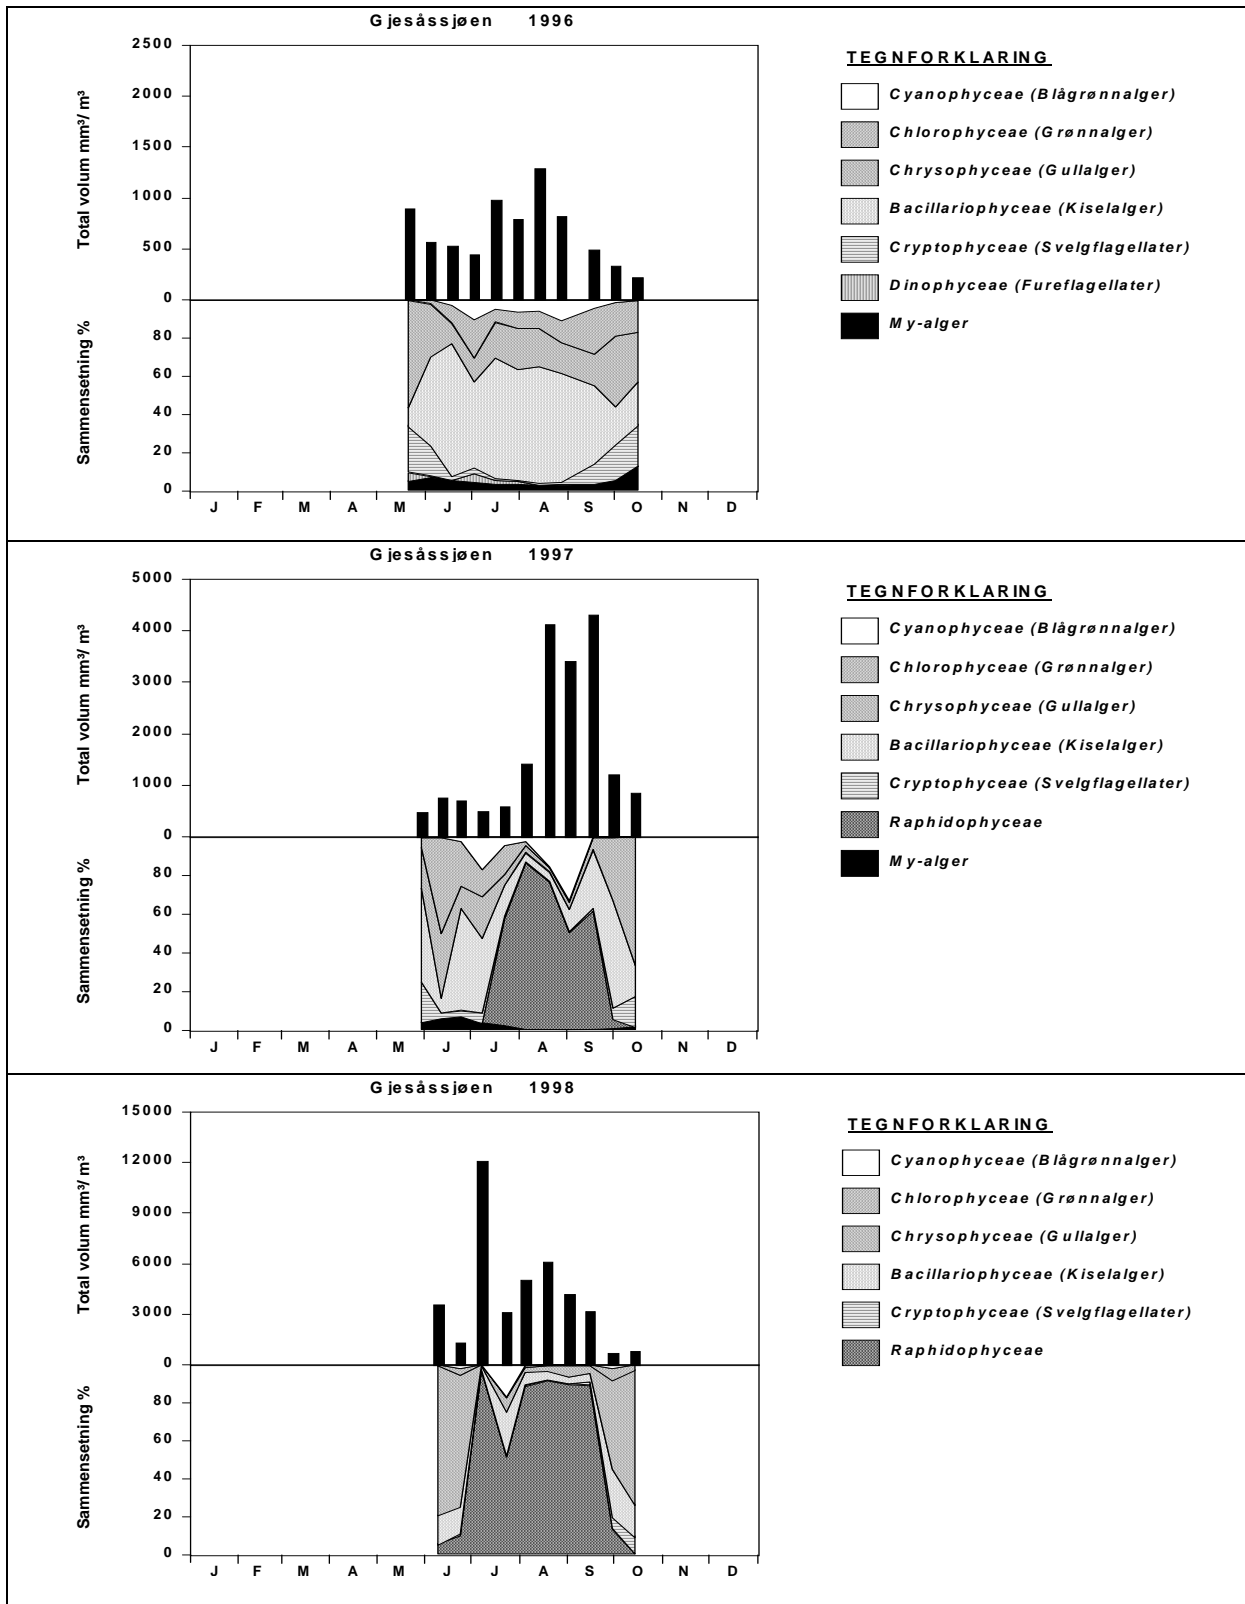 Gjesåssjøen 1996
Total volum mm³/m³
2500
2000
1500
1000
500
0
Sammensetning %
80
60
40
20
0
J F M A M J J A S O N D
TEGNFORKLARING
Cyanophyceae (Blågrønnalger)
Chlorophyceae (Grønnalger)
Chrysophyceae (Gullalger)
Bacillariophyceae (Kiselalger)
Cryptophyceae (Svelgflagellater)
Dinophyceae (Fureflagellater)
My-alger
Gjesåssjøen 1997
Total volum mm³/m³
5000
4000
3000
2000
1000
0
Sammensetning %
80
60
40
20
0
J F M A M J J A S O N D
TEGNFORKLARING
Cyanophyceae (Blågrønnalger)
Chlorophyceae (Grønnalger)
Chrysophyceae (Gullalger)
Bacillariophyceae (Kiselalger)
Cryptophyceae (Svelgflagellater)
Raphidophyceae
My-alger
Gjesåssjøen 1998
Total volum mm³/m³
15000
12000
9000
6000
3000
0
Sammensetning %
80
60
40
20
0
J F M A M J J A S O N D
TEGNFORKLARING
Cyanophyceae (Blågrønnalger)
Chlorophyceae (Grønnalger)
Chrysophyceae (Gullalger)
Bacillariophyceae (Kiselalger)
Cryptophyceae (Svelgflagellater)
Raphidophyceae